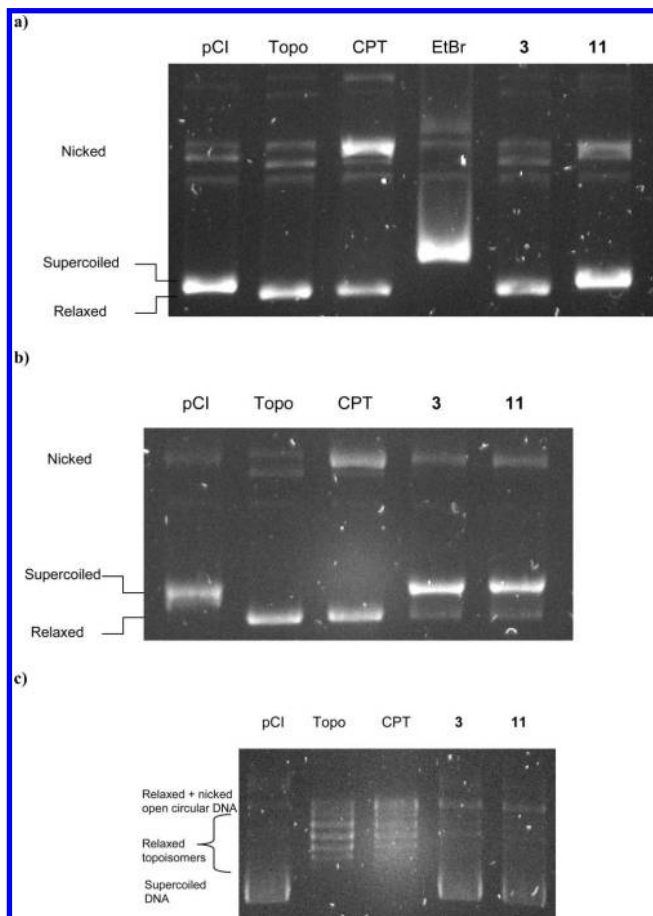 a)
pCI Topo CPT EtBr 3 11
Nicked
Supercoiled
Relaxed
b)
pCI Topo CPT 3 11
Nicked
Supercoiled
Relaxed
c)
pCI Topo CPT 3 11
Relaxed + nicked
open circular DNA
Relaxed
topoisomers
Supercoiled
DNA